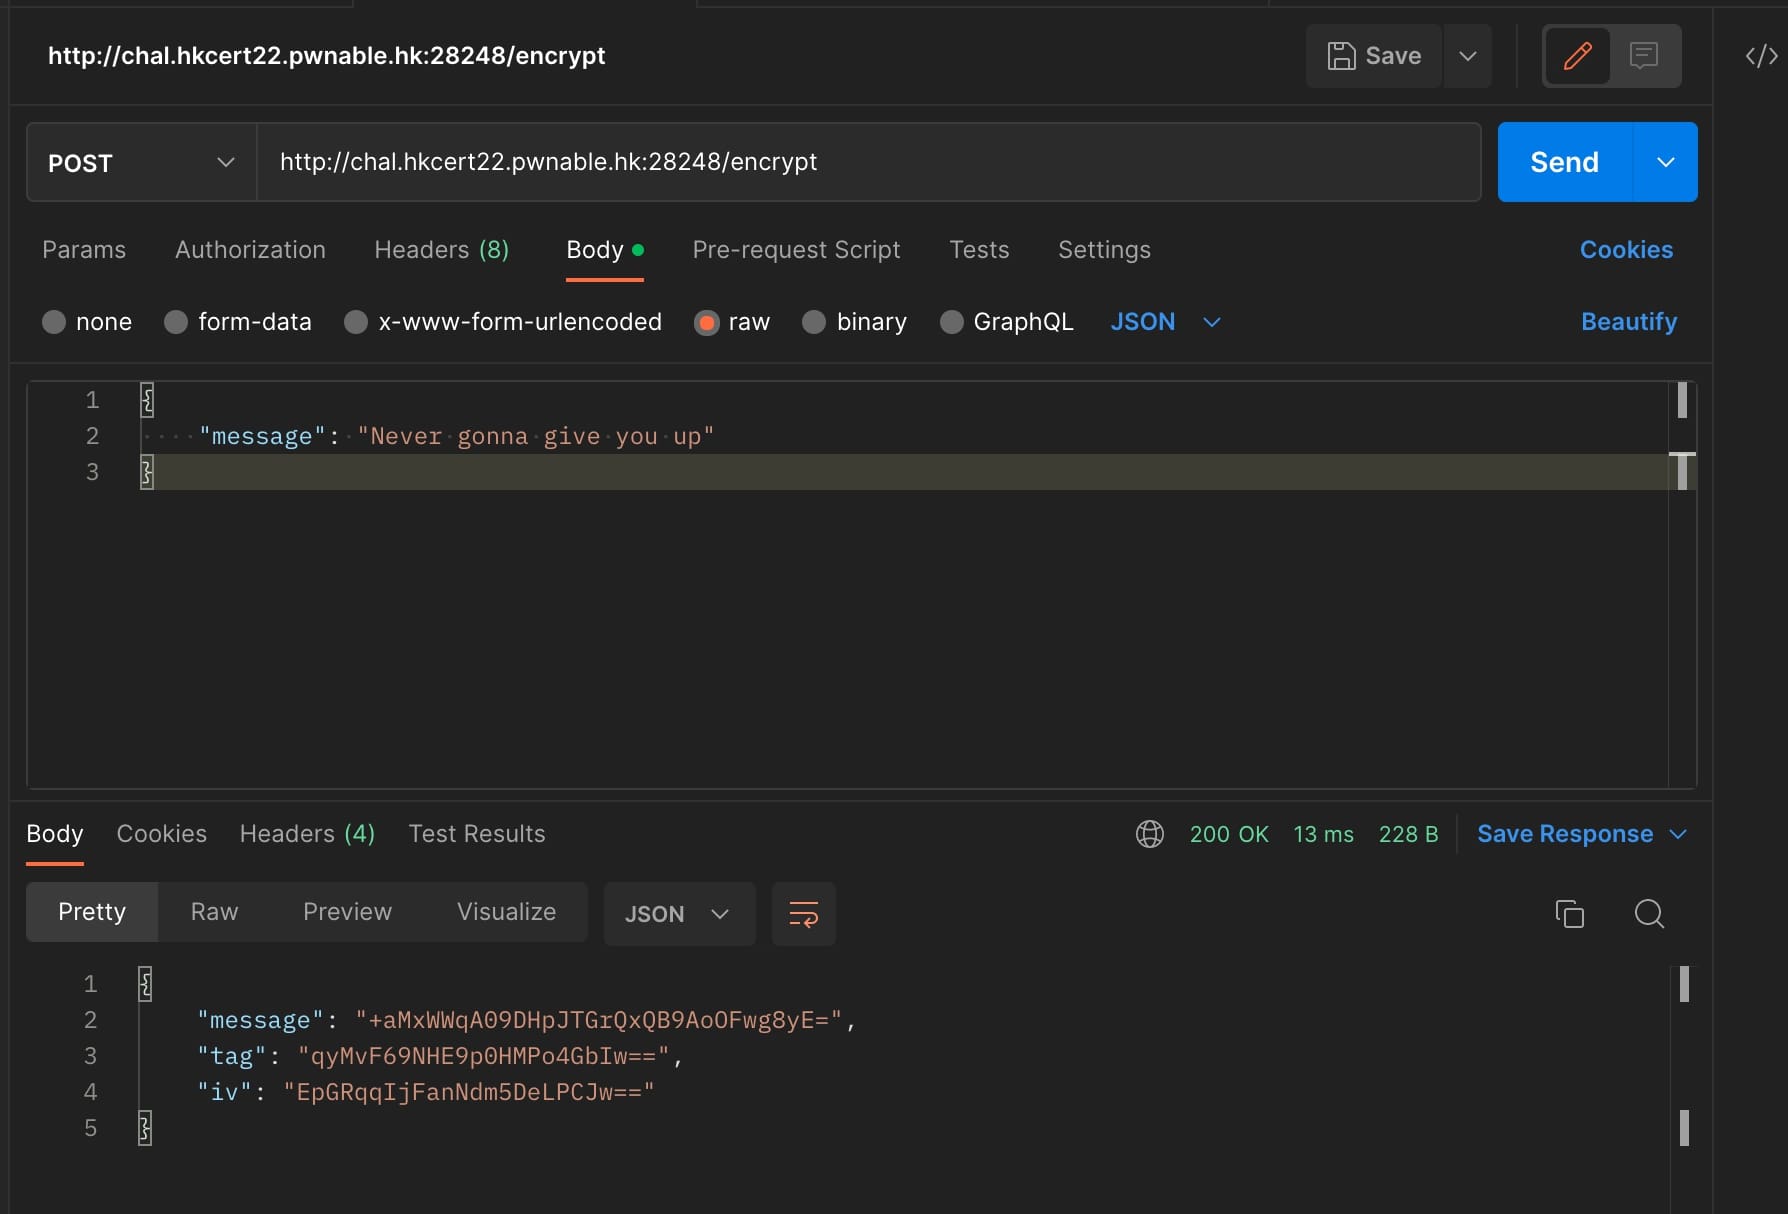 http://chal.hkcert22.pwnable.hk:28248/encrypt
Save
</>
POST
http://chal.hkcert22.pwnable.hk:28248/encrypt
Send
Params Authorization Headers (8) Body Pre-request Script Tests Settings Cookies
none form-data x-www-form-urlencoded raw binary GraphQL JSON Beautify
1 {
2 "message": "Never gonna give you up"
3 }
Body Cookies Headers (4) Test Results 200 OK 13 ms 228 B Save Response
Pretty Raw Preview Visualize JSON
1 {
2 "message": "+aMxWWqA09DHpJTGrQxQB9AoOFwg8yE=",
3 "tag": "qyMvF69NHE9p0HMPo4GbIw==",
4 "iv": "EpGRqqIjFanNdm5DeLPCJw=="
5 }